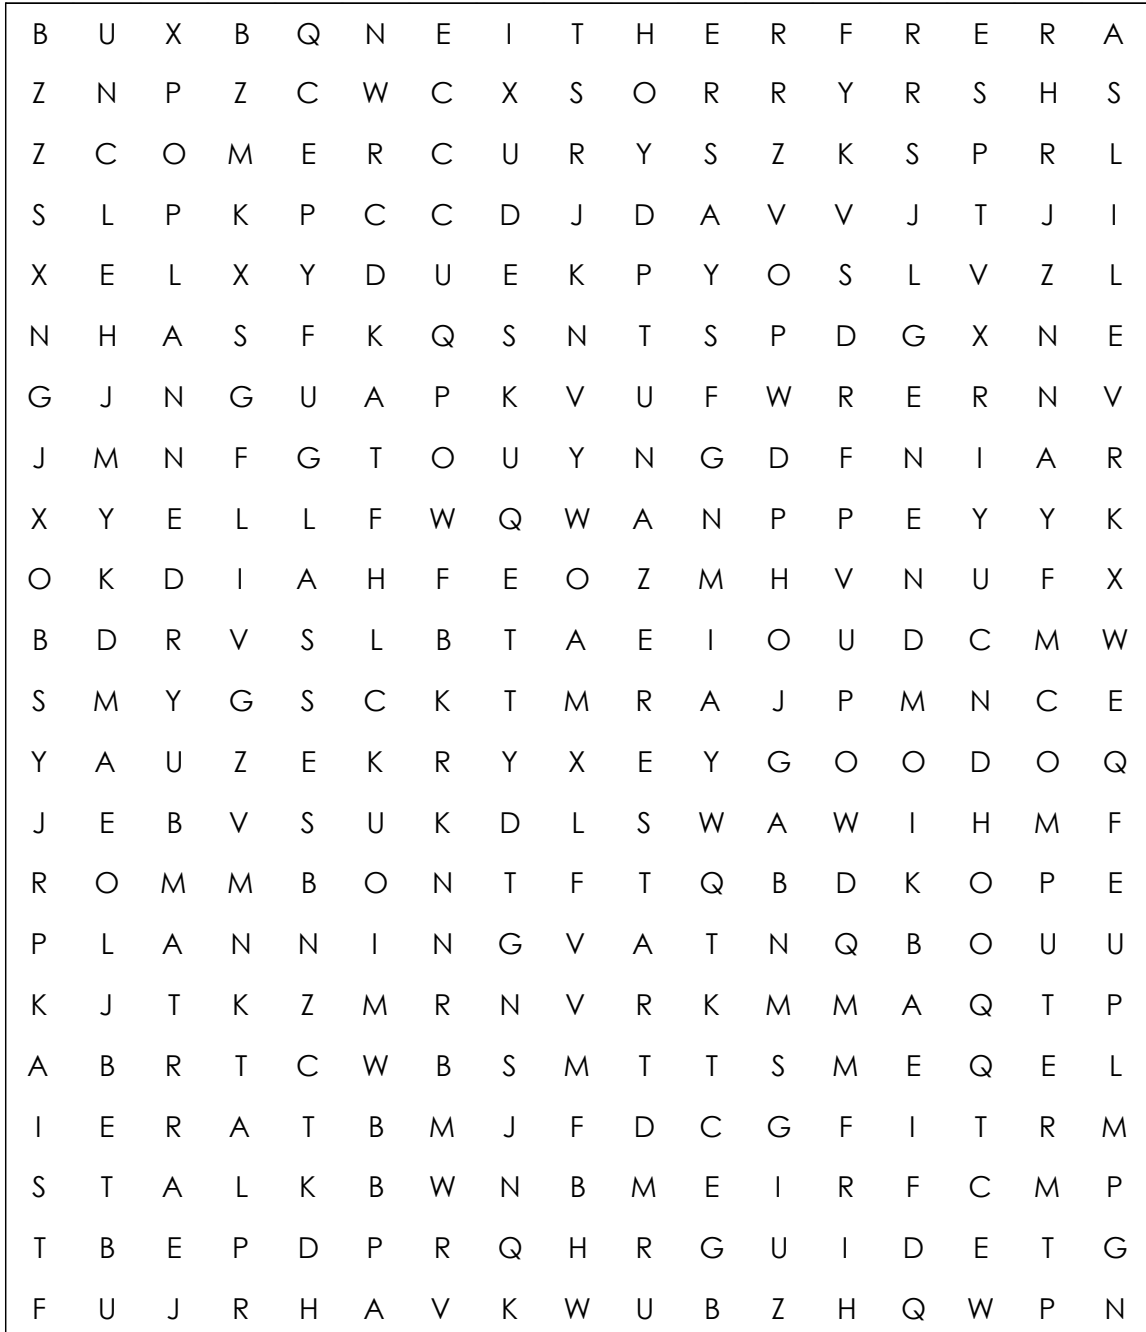 B U X B Q N E I T H E R F R E R A
Z N P Z C W C X S O R R Y R S H S
Z C O M E R C U R Y S Z K S P R L
S L P K P C C D J D A V V J T J I
X E L X Y D U E K P Y O S L V Z L
N H A S F K Q S N T S P D G X N E
G J N G U A P K V U F W R E R N V
J M N F G T O U Y N G D F N I A R
X Y E L L F W Q W A N P P E Y Y K
O K D I A H F E O Z M H V N U F X
B D R V S L B T A E I O U D C M W
S M Y G S C K T M R A J P M N C E
Y A U Z E K R Y X E Y G O O D O Q
J E B V S U K D L S W A W I H M F
R O M M B O N T F T Q B D K O P E
P L A N N I N G V A T N Q B O U U
K J T K Z M R N V R K M M A Q T P
A B R T C W B S M T T S M E Q E L
I E R A T B M J F D C G F I T R M
S T A L K B W N B M E I R F C M P
T B E P D P R Q H R G U I D E T G
F U J R H A V K W U B Z H Q W P N